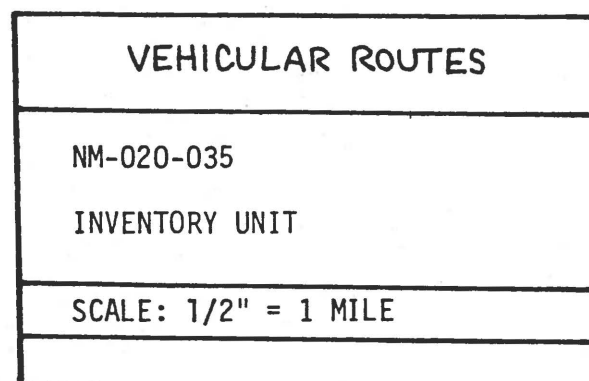 VEHICULAR ROUTES
NM-020-035
INVENTORY UNIT
SCALE: 1/2" = 1 MILE